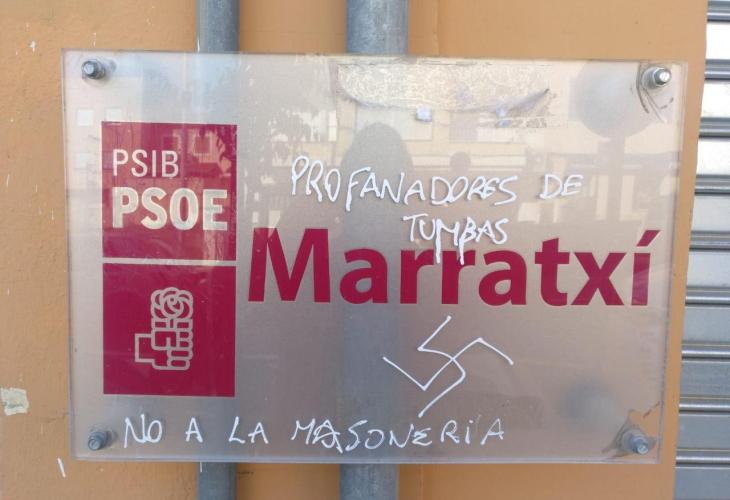 PSIB
PSOE
PROFANADORES DE
TUMBAS
Marratxí
NO A LA MASONERIA